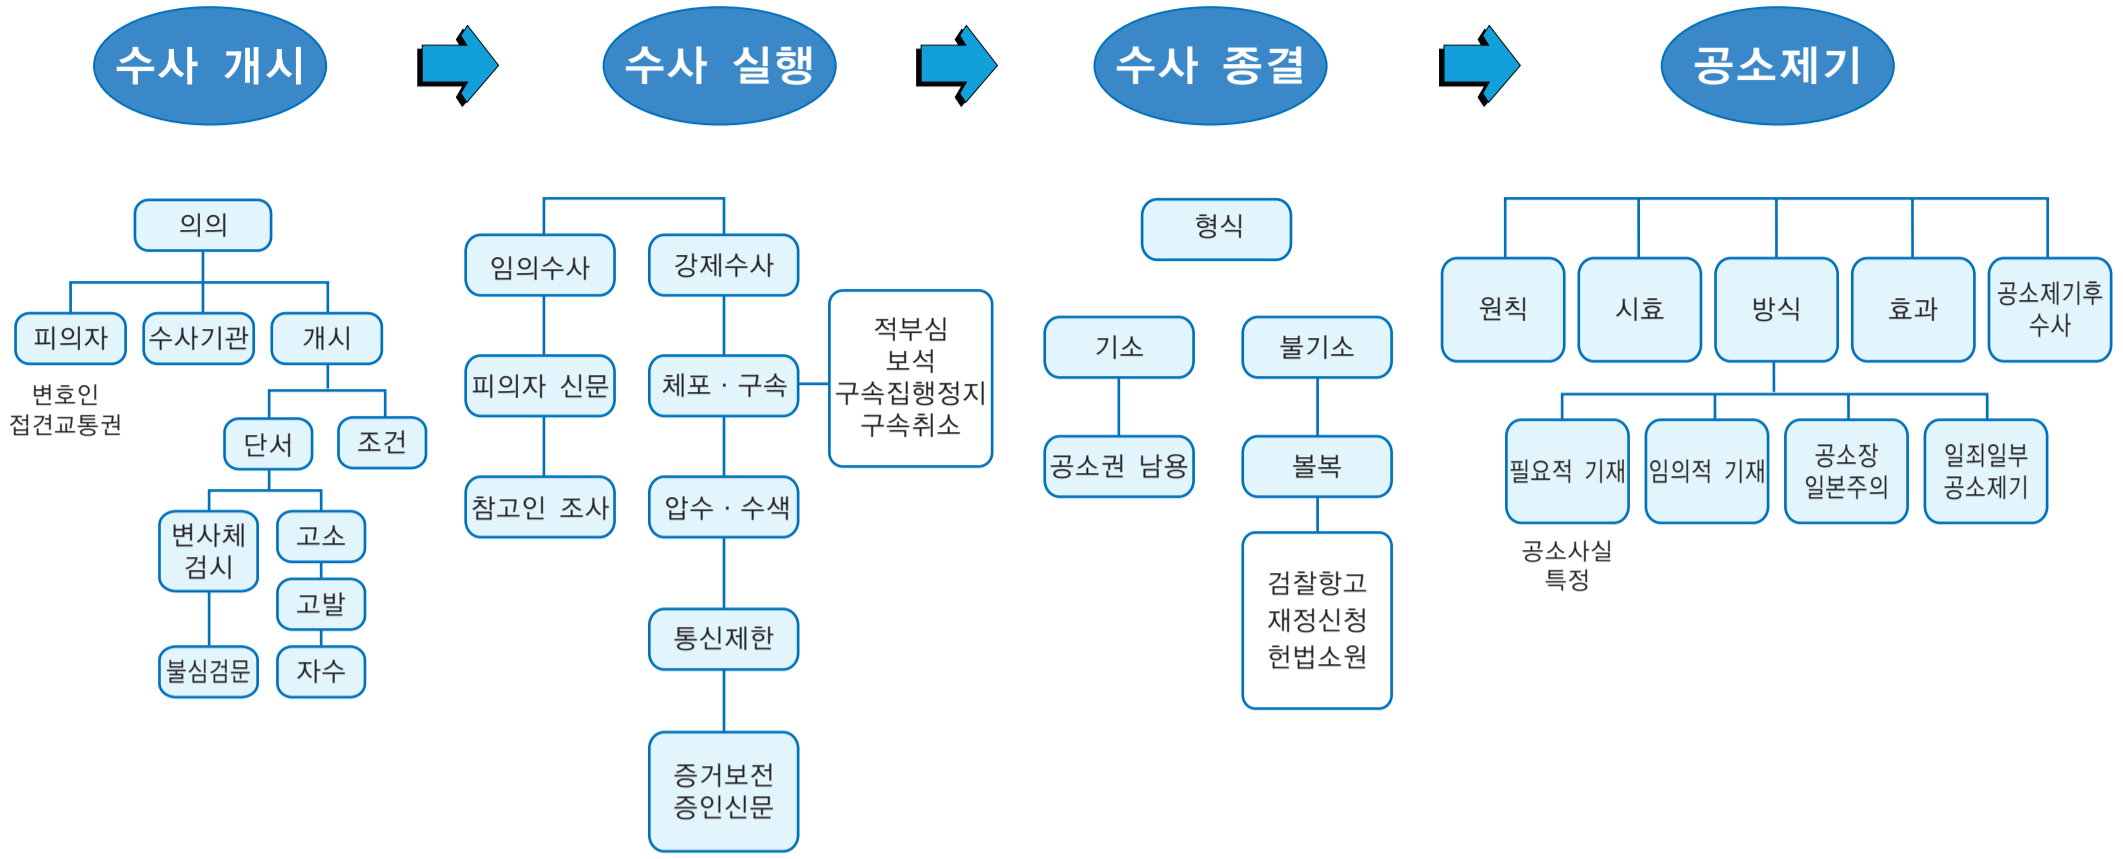 수사 개시
수사 실행
수사 종결
공소제기
의의
피의자
수사기관
개시
변호인
접견교통권
단서
조건
변사체
검시
고소
고발
불심검문
자수
임의수사
강제수사
피의자 신문
체포 · 구속
적부심
보석
구속집행정지
구속취소
참고인 조사
압수 · 수색
통신제한
증거보전
증인신문
형식
기소
불기소
공소권 남용
볼복
검찰항고
재정신청
헌법소원
원칙
시효
방식
효과
공소제기후
수사
필요적 기재
임의적 기재
공소장
일본주의
일죄일부
공소제기
공소사실
특정